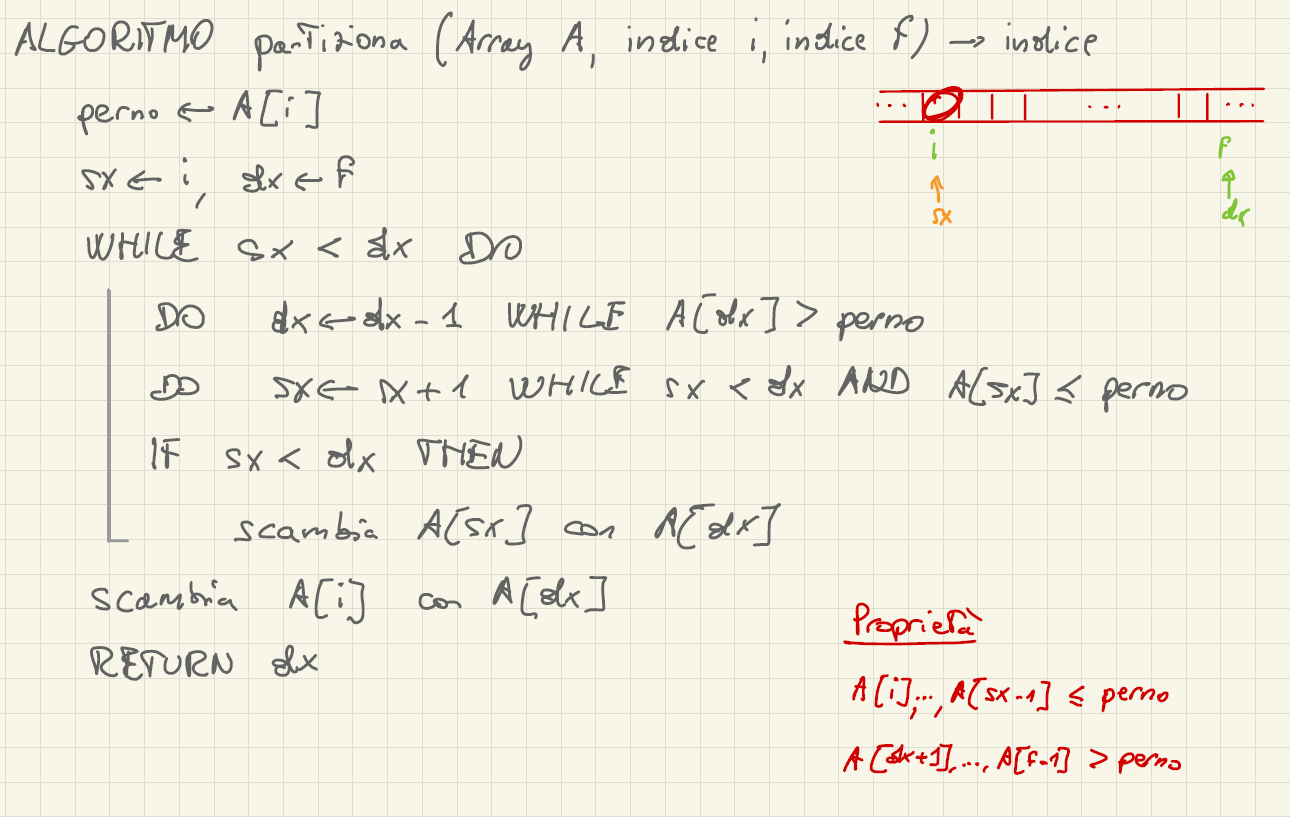 ALGORITMO partiziona (Array A, indice i, indice f) → indice
perno ← A[i]
sx ← i, dx ← f
WHILE sx < dx DO
DO dx ← dx - 1 WHILE A[dx] > perno
DO sx ← sx + 1 WHILE sx < dx AND A[sx] ≤ perno
IF sx < dx THEN
scambia A[sx] con A[dx]
scambia A[i] con A[dx]
RETURN dx
... ... ...
i f
sx dx
Proprietà
A[i],..., A[sx-1] ≤ perno
A[dx+1],..., A[f-1] > perno